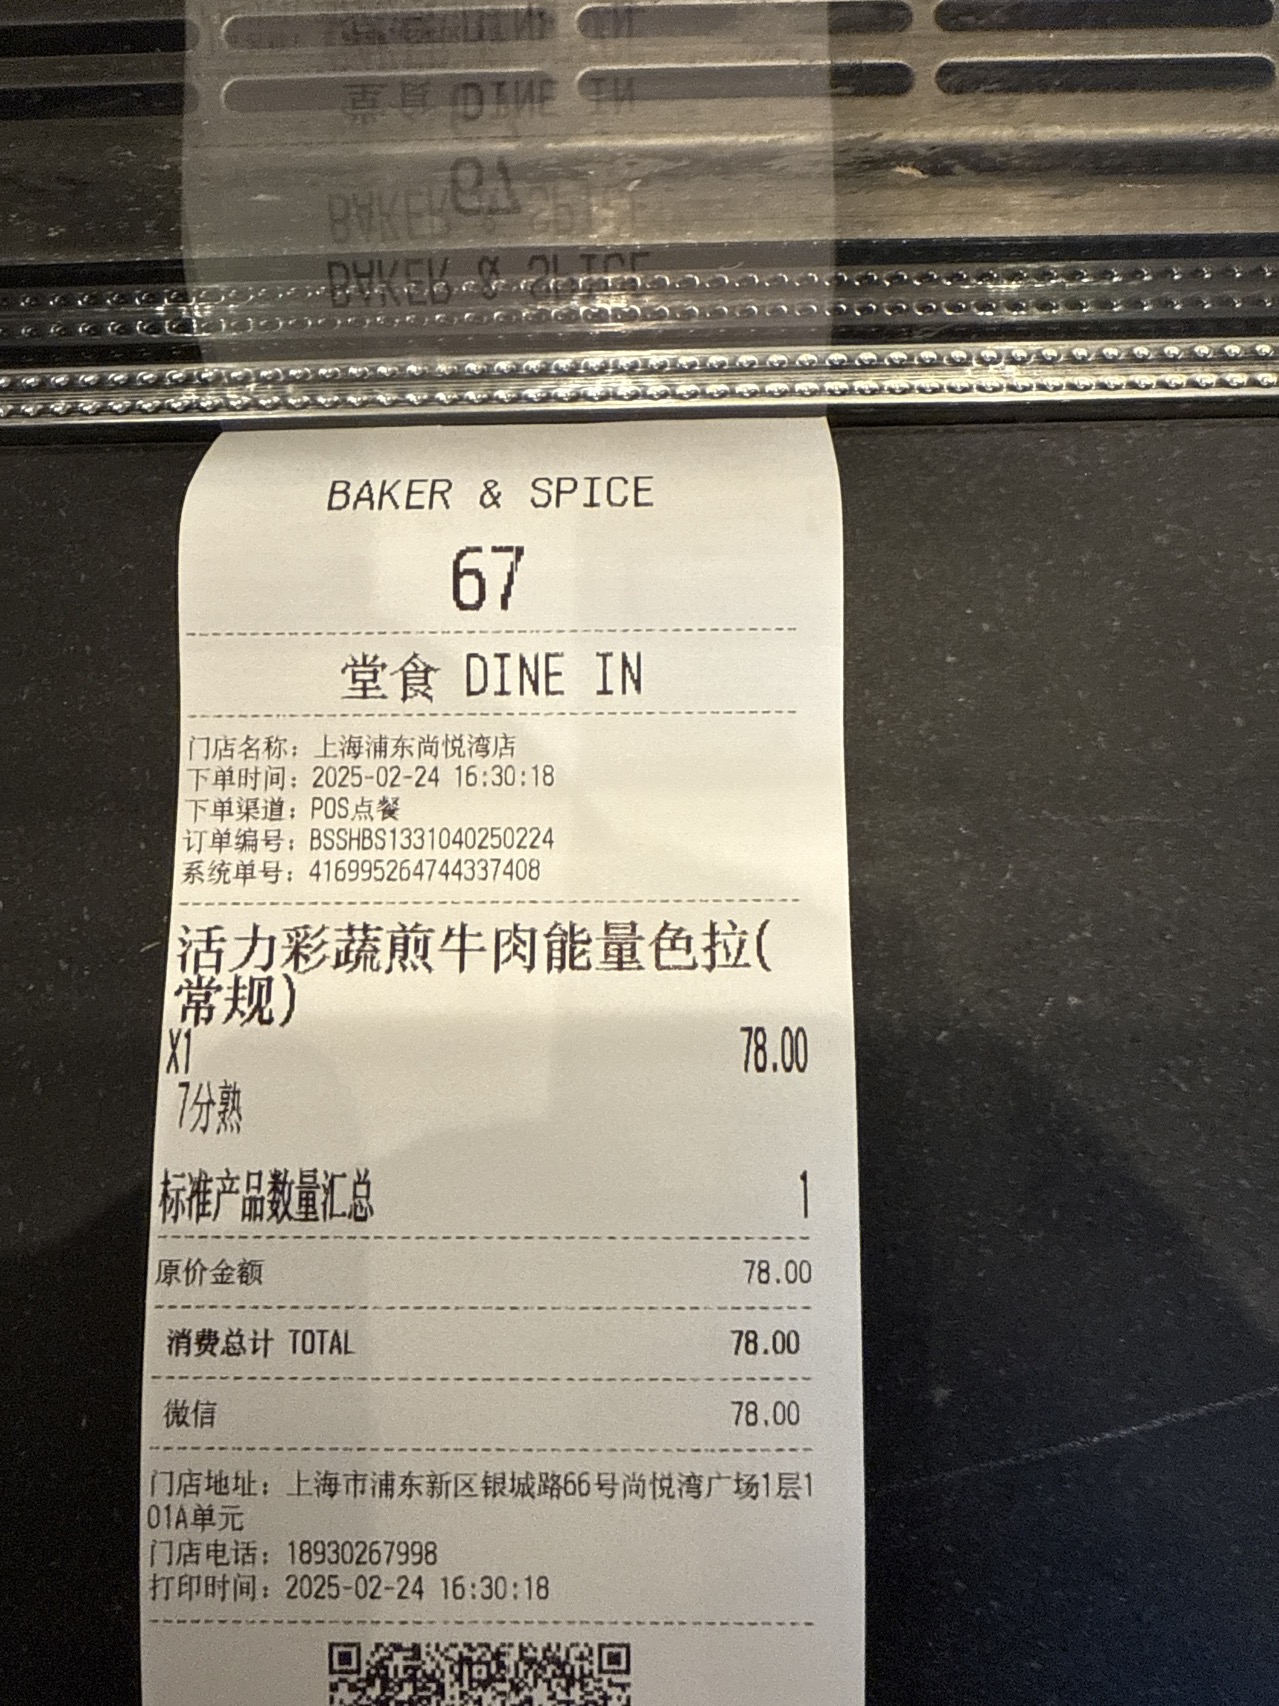 BAKER & SPICE
67
堂食 DINE IN
门店名称：上海浦东尚悦湾店
下单时间：2025-02-24 16:30:18
下单渠道：POS点餐
订单编号：BSSHBS1331040250224
系统单号：416995264744337408
活力彩蔬煎牛肉能量色拉(
常规)
X1 78.00
7分熟
标准产品数量汇总 1
原价金额 78.00
消费总计 TOTAL 78.00
微信 78.00
门店地址：上海市浦东新区银城路66号尚悦湾广场1层1
01A单元
门店电话：18930267998
打印时间：2025-02-24 16:30:18